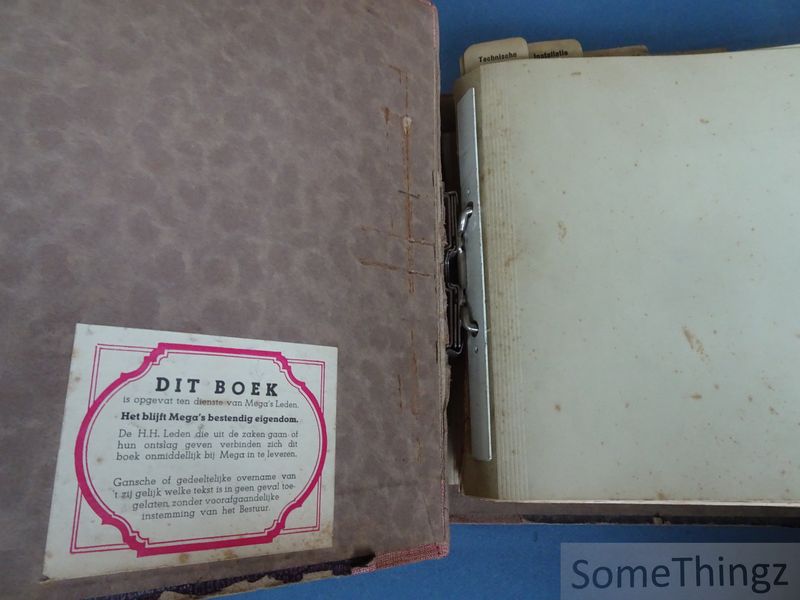 Technische
Installatie
DIT BOEK
is opgevat ten dienste van Mega's Leden.
Het blijft Mega's bestendig eigendom.
De H.H. Leden die uit de zaken gaan of
hun ontslag geven verbinden zich dit
boek onmiddellijk bij Mega in te leveren.
Gansche of gedeeltelijke overname van
't zij gelijk welke tekst is in geen geval toe-
gelaten, zonder voorafgaandelijke
instemming van het Bestuur.
SomeThingz